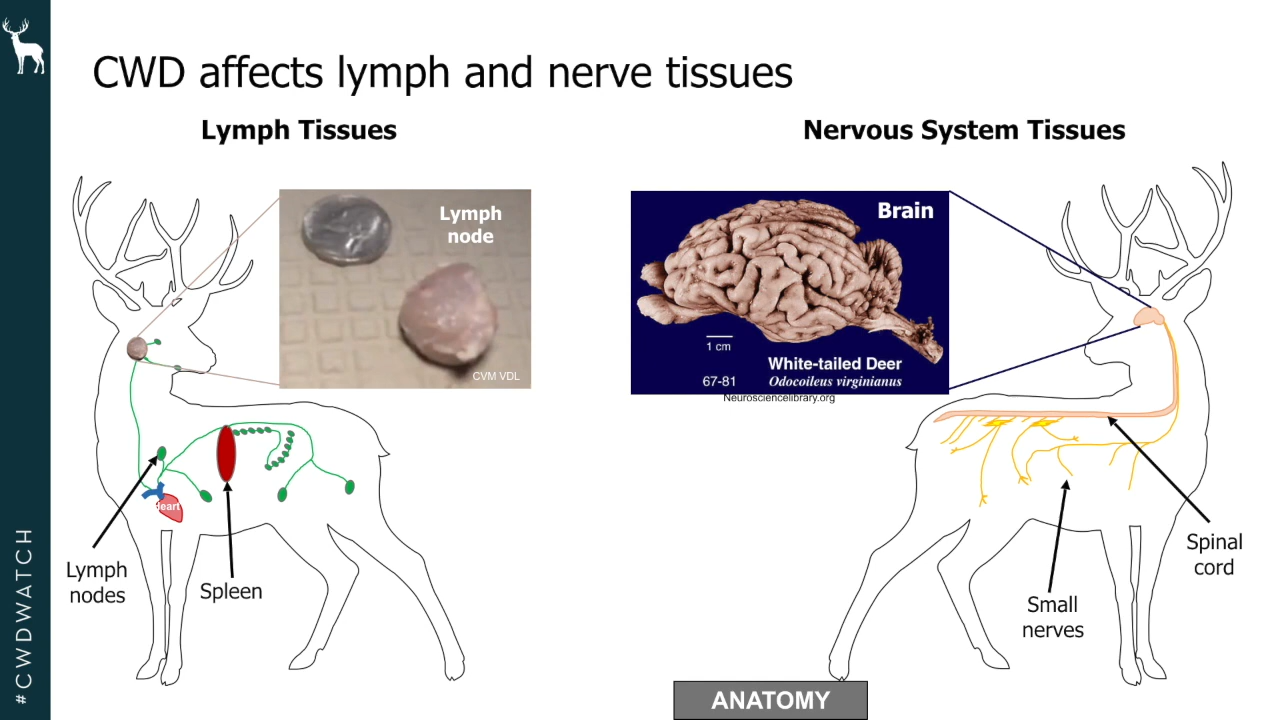 CWD affects lymph and nerve tissues
Lymph Tissues
Nervous System Tissues
Lymph
node
CVM VDL
Brain
1 cm
White-tailed Deer
67-81
Odocoileus virginianus
Neurosciencelibrary.org
Heart
Lymph
nodes
Spleen
Spinal
cord
Small
nerves
ANATOMY
#CWDWATCH